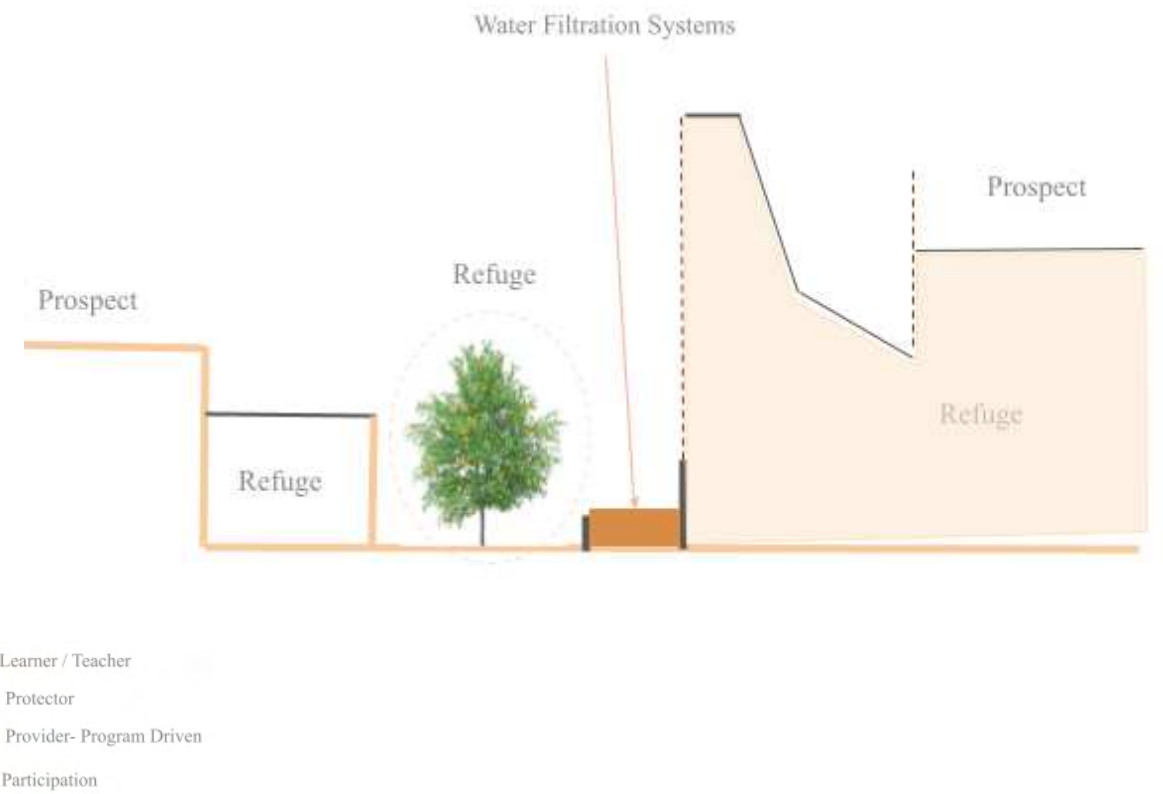 Water Filtration Systems
Prospect
Refuge
Prospect
Refuge
Refuge
Learner / Teacher
Protector
Provider- Program Driven
Participation